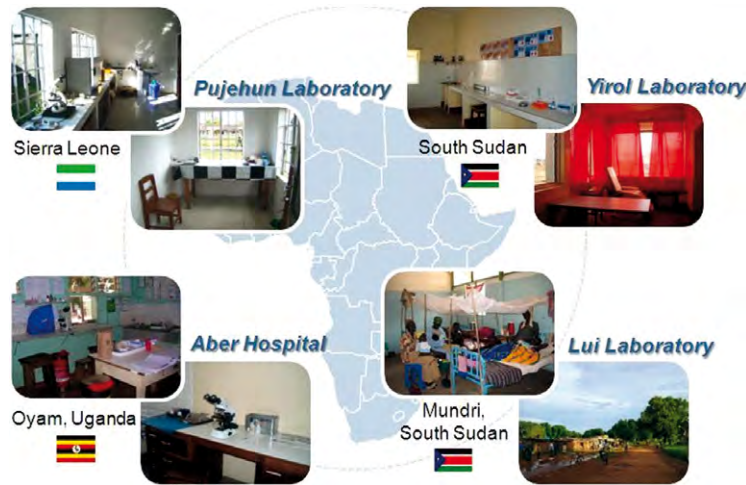 Pujehun Laboratory
Sierra Leone
Yirol Laboratory
South Sudan
Aber Hospital
Oyam, Uganda
Lui Laboratory
Mundri,
South Sudan